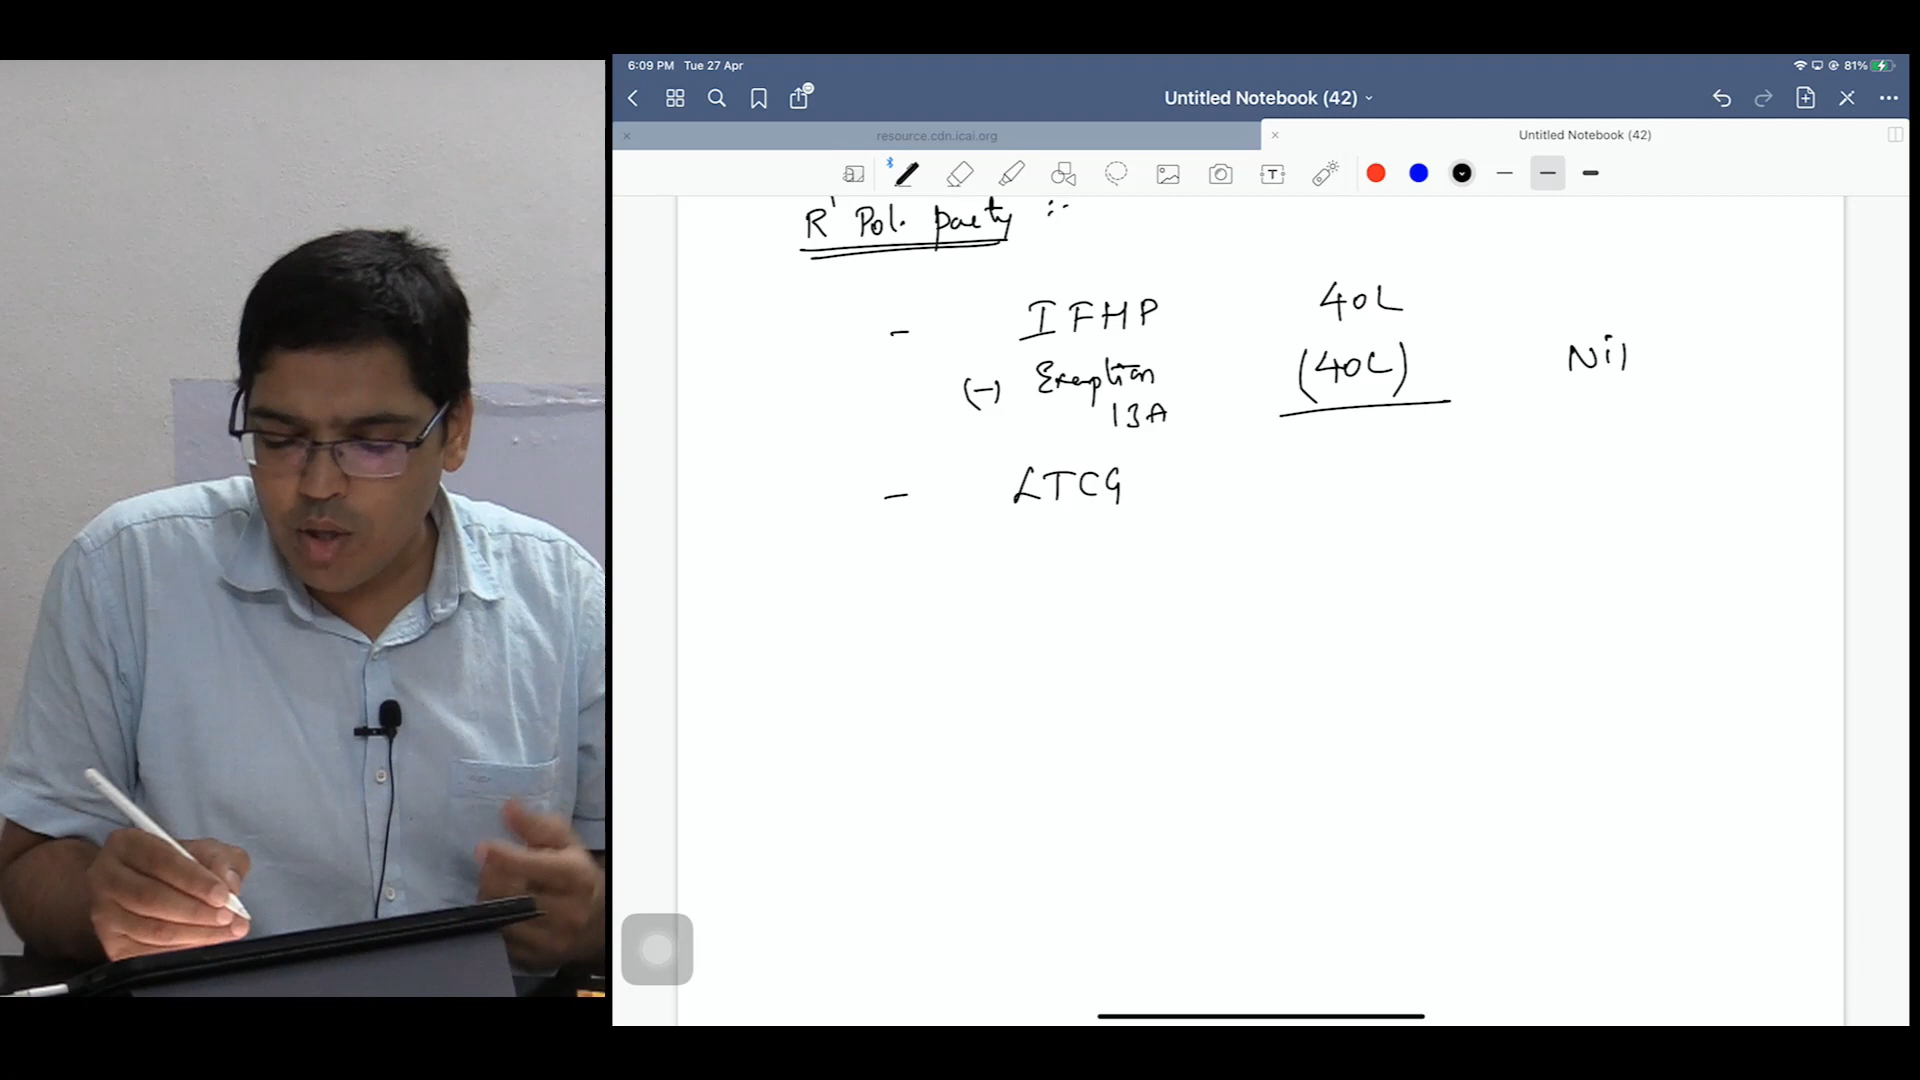 6:09 PM Tue 27 Apr
81%
Untitled Notebook (42)
resource.cdn.icai.org
Untitled Notebook (42)
T
R' Pol. party :-
- IFHP 40L
(-) Exemption (40L) Nil
13A
- LTCG